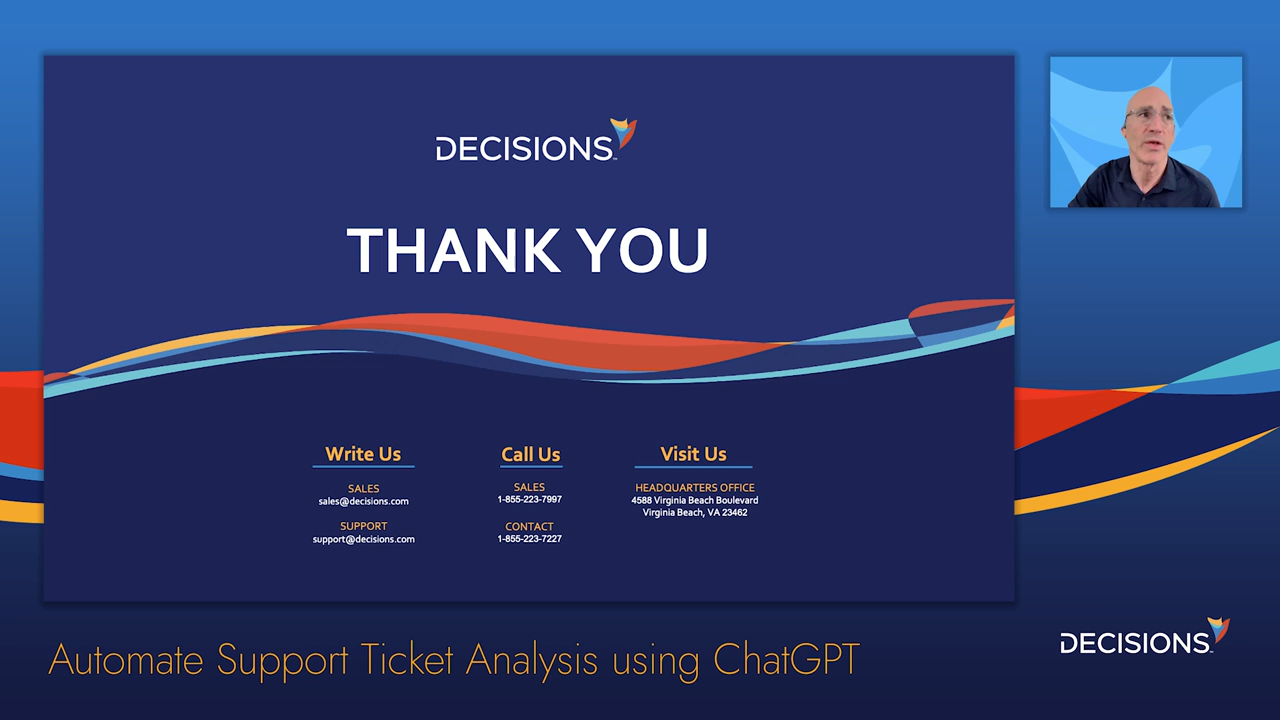 DECISIONS
THANK YOU
Write Us
SALES
sales@decisions.com
SUPPORT
support@decisions.com
Call Us
SALES
1-855-223-7997
CONTACT
1-855-223-7227
Visit Us
HEADQUARTERS OFFICE
4588 Virginia Beach Boulevard
Virginia Beach, VA 23462
Automate Support Ticket Analysis using ChatGPT
DECISIONS